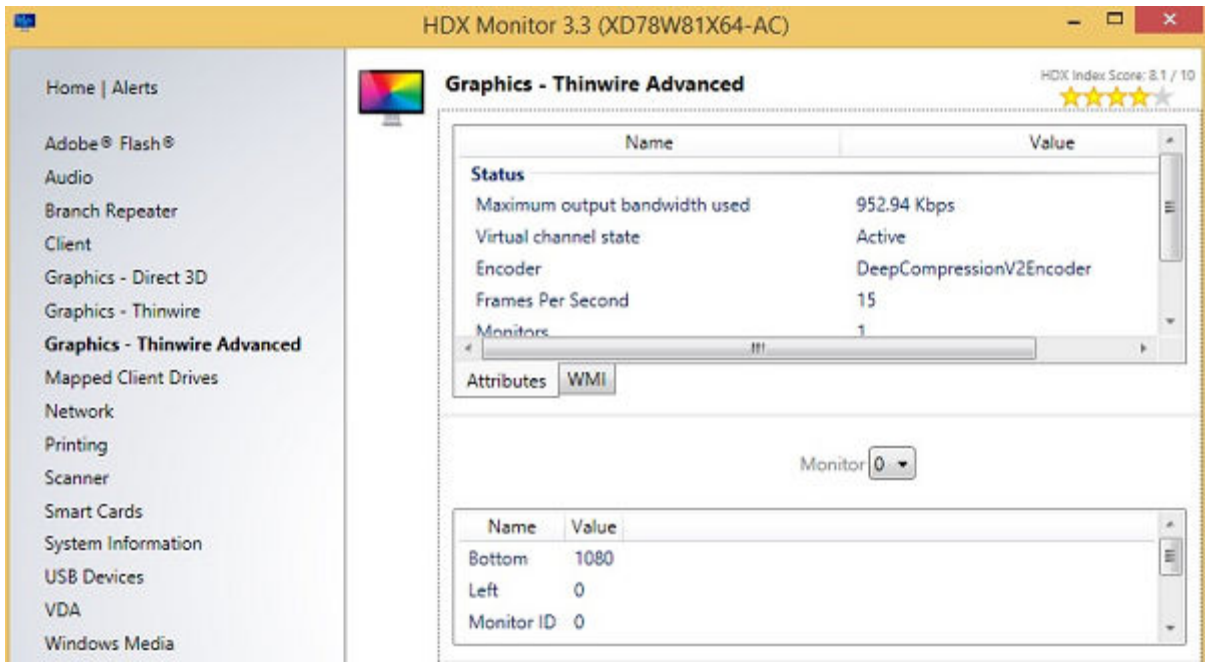 HDX Monitor 3.3 (XD78W81X64-AC)
Home | Alerts
Adobe® Flash®
Audio
Branch Repeater
Client
Graphics - Direct 3D
Graphics - Thinwire
Graphics - Thinwire Advanced
Mapped Client Drives
Network
Printing
Scanner
Smart Cards
System Information
USB Devices
VDA
Windows Media
Graphics - Thinwire Advanced
HDX Index Score: 8.1 / 10
Name Value
Status
Maximum output bandwidth used 952.94 Kbps
Virtual channel state Active
Encoder DeepCompressionV2Encoder
Frames Per Second 15
Monitors 1
Attributes WMI
Monitor 0
Name Value
Bottom 1080
Left 0
Monitor ID 0